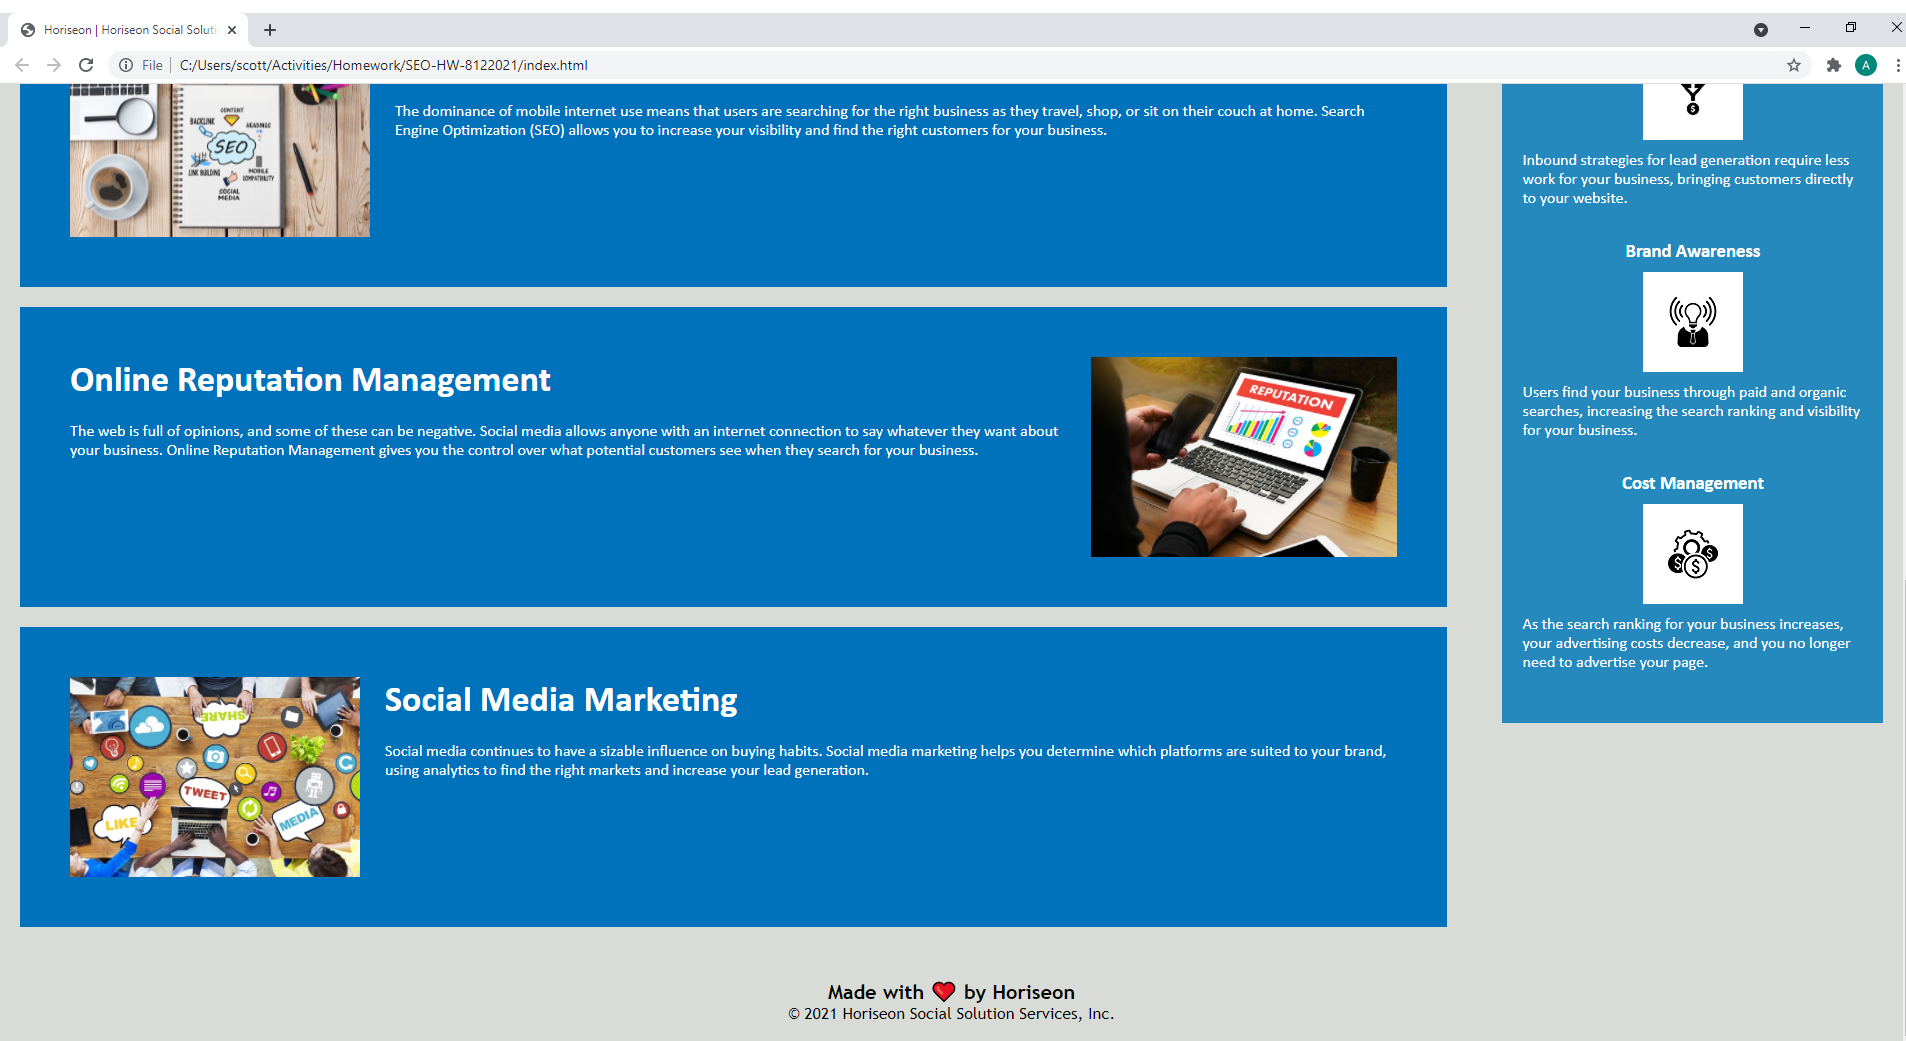 Horiseon | Horiseon Social Soluti
File | C:/Users/scott/Activities/Homework/SEO-HW-8122021/index.html
A
CONTENT
BACKLINK
HEADINGS
SEO
LINK BUILDING
MOBILE
COMPATIBILITY
SOCIAL
MEDIA
The dominance of mobile internet use means that users are searching for the right business as they travel, shop, or sit on their couch at home. Search
Engine Optimization (SEO) allows you to increase your visibility and find the right customers for your business.
Online Reputation Management
The web is full of opinions, and some of these can be negative. Social media allows anyone with an internet connection to say whatever they want about
your business. Online Reputation Management gives you the control over what potential customers see when they search for your business.
REPUTATION
SHARE
TWEET
LIKE
MEDIA
Social Media Marketing
Social media continues to have a sizable influence on buying habits. Social media marketing helps you determine which platforms are suited to your brand,
using analytics to find the right markets and increase your lead generation.
$
Inbound strategies for lead generation require less
work for your business, bringing customers directly
to your website.
Brand Awareness
Users find your business through paid and organic
searches, increasing the search ranking and visibility
for your business.
Cost Management
$ $ $
As the search ranking for your business increases,
your advertising costs decrease, and you no longer
need to advertise your page.
Made with ❤ by Horiseon
© 2021 Horiseon Social Solution Services, Inc.